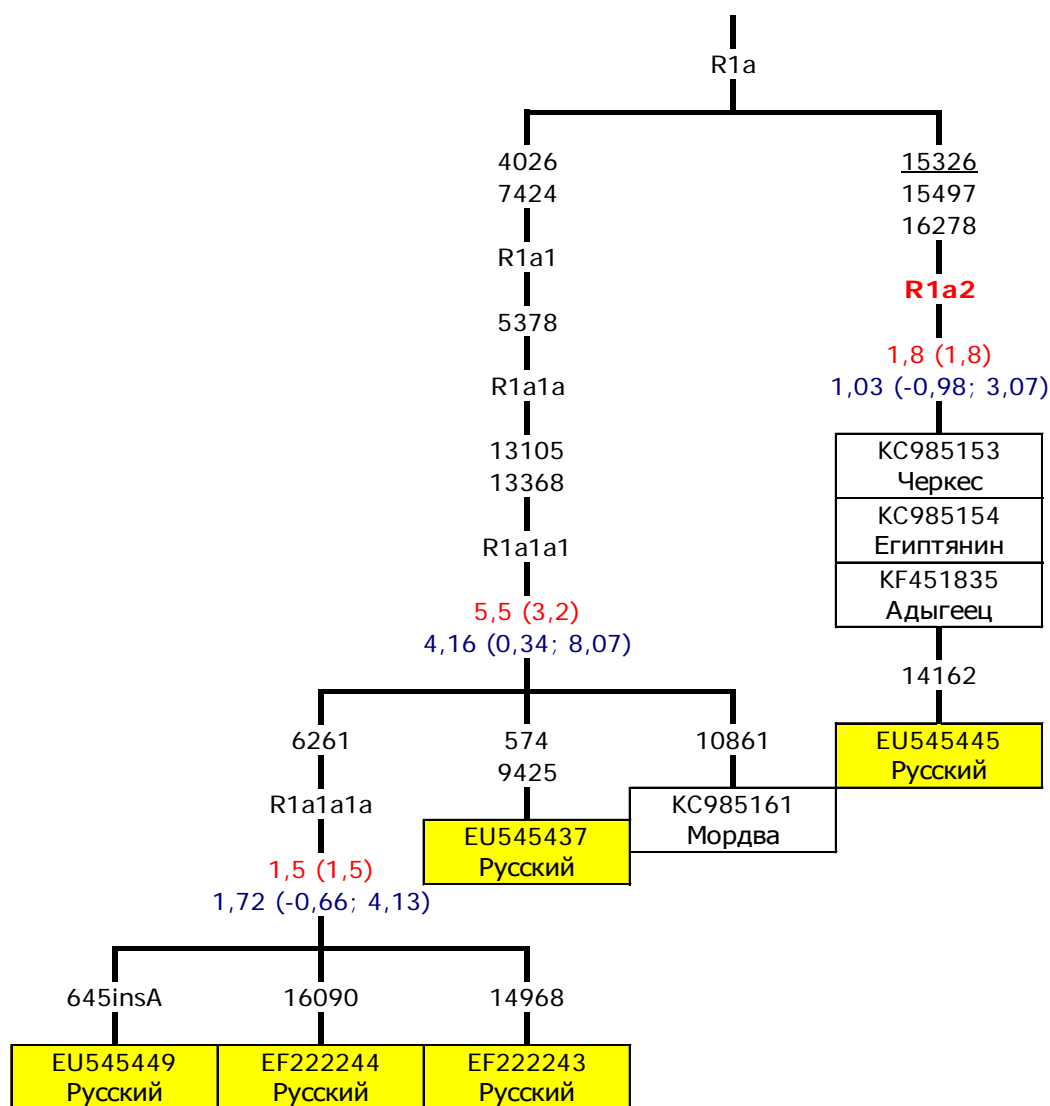 R1a
4026
7424
R1a1
5378
R1a1a
13105
13368
R1a1a1
5,5 (3,2)
4,16 (0,34; 8,07)
15326
15497
16278
R1a2
1,8 (1,8)
1,03 (-0,98; 3,07)
KC985153
Черкес
KC985154
Египтянин
KF451835
Адыгеец
14162
EU545445
Русский
6261
R1a1a1a
1,5 (1,5)
1,72 (-0,66; 4,13)
574
9425
EU545437
Русский
10861
KC985161
Мордва
645insA
EU545449
Русский
16090
EF222244
Русский
14968
EF222243
Русский